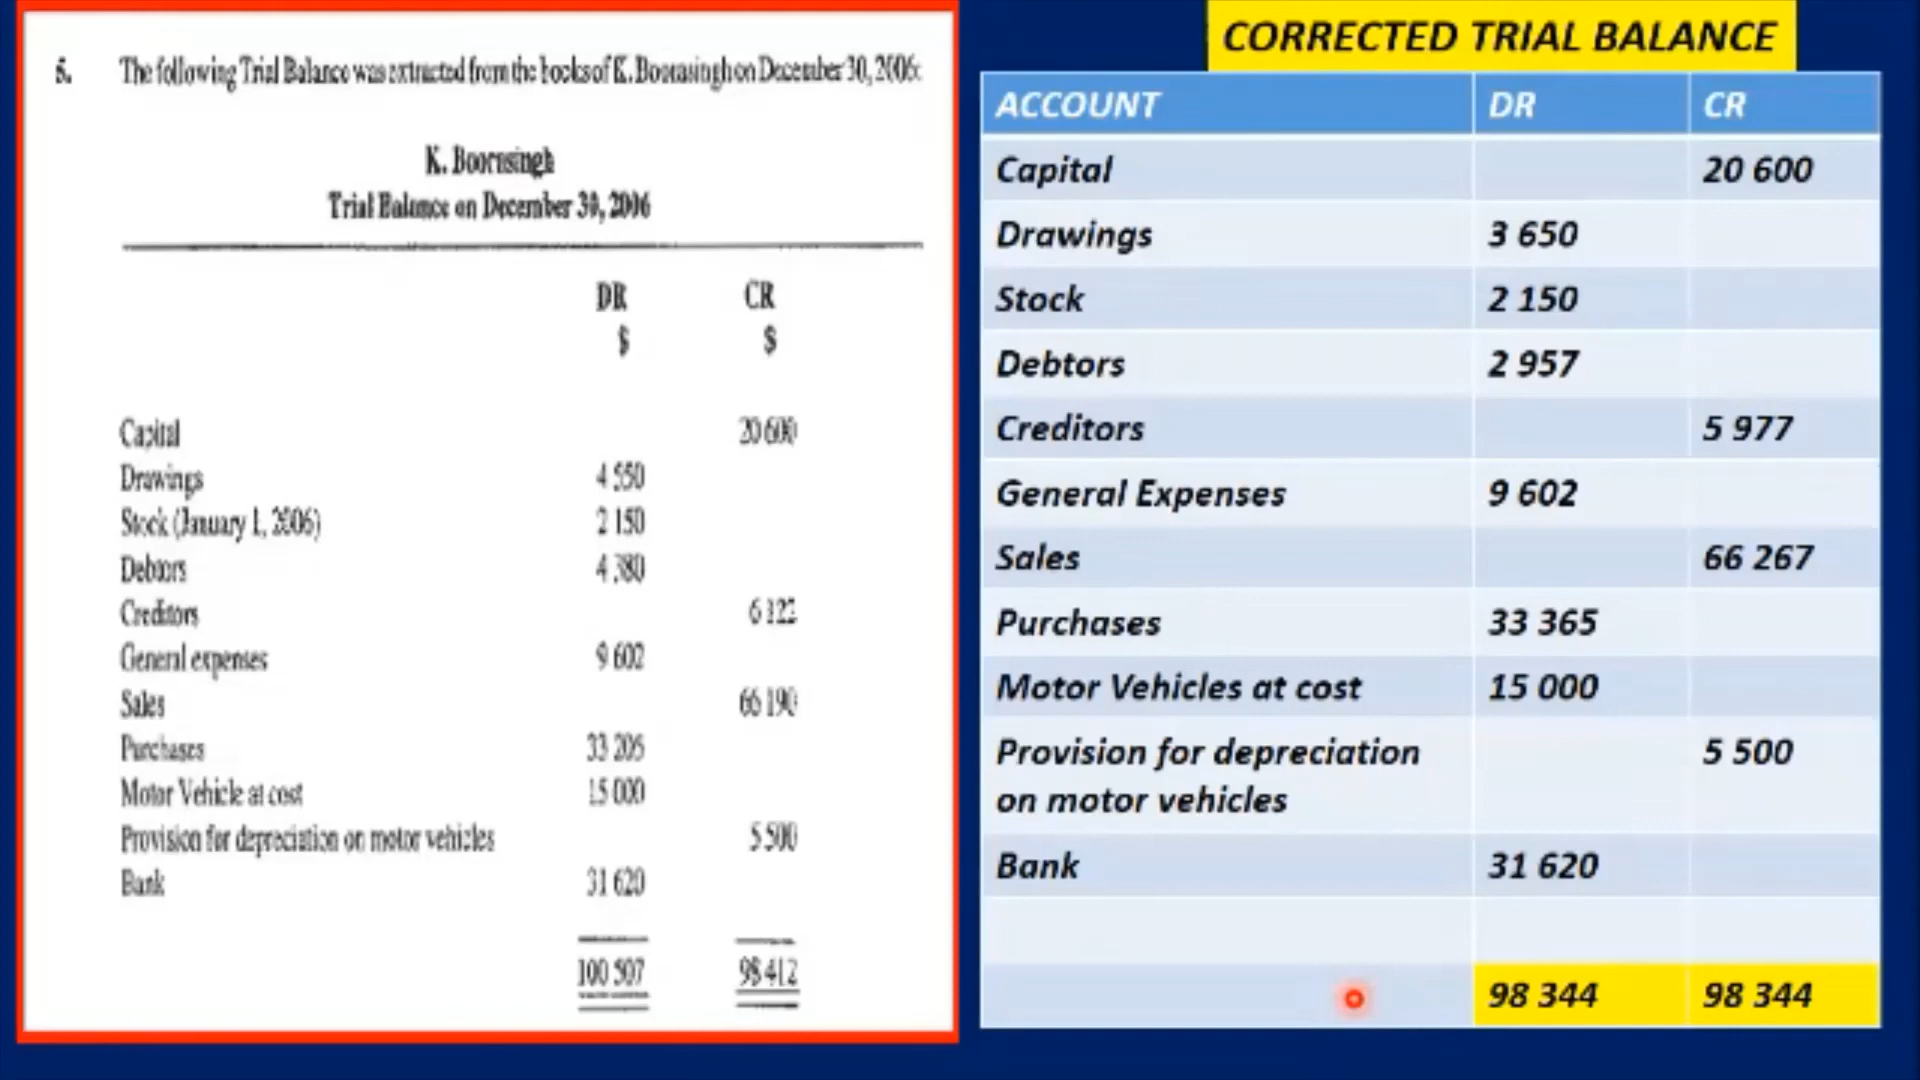 5. The following Trial Balance was extracted from the books of K. Boorasingh on December 30, 2006:
K. Boorasingh
Trial Balance on December 30, 2006
DR CR
$ $
Capital 20 600
Drawings 4 550
Stock (January 1, 2006) 2 150
Debtors 4 380
Creditors 6 122
General expenses 9 602
Sales 66 190
Purchases 33 205
Motor Vehicle at cost 15 000
Provision for depreciation on motor vehicles 5 500
Bank 31 620
100 507 98 412
CORRECTED TRIAL BALANCE
ACCOUNT DR CR
Capital 20 600
Drawings 3 650
Stock 2 150
Debtors 2 957
Creditors 5 977
General Expenses 9 602
Sales 66 267
Purchases 33 365
Motor Vehicles at cost 15 000
Provision for depreciation
on motor vehicles 5 500
Bank 31 620
98 344 98 344